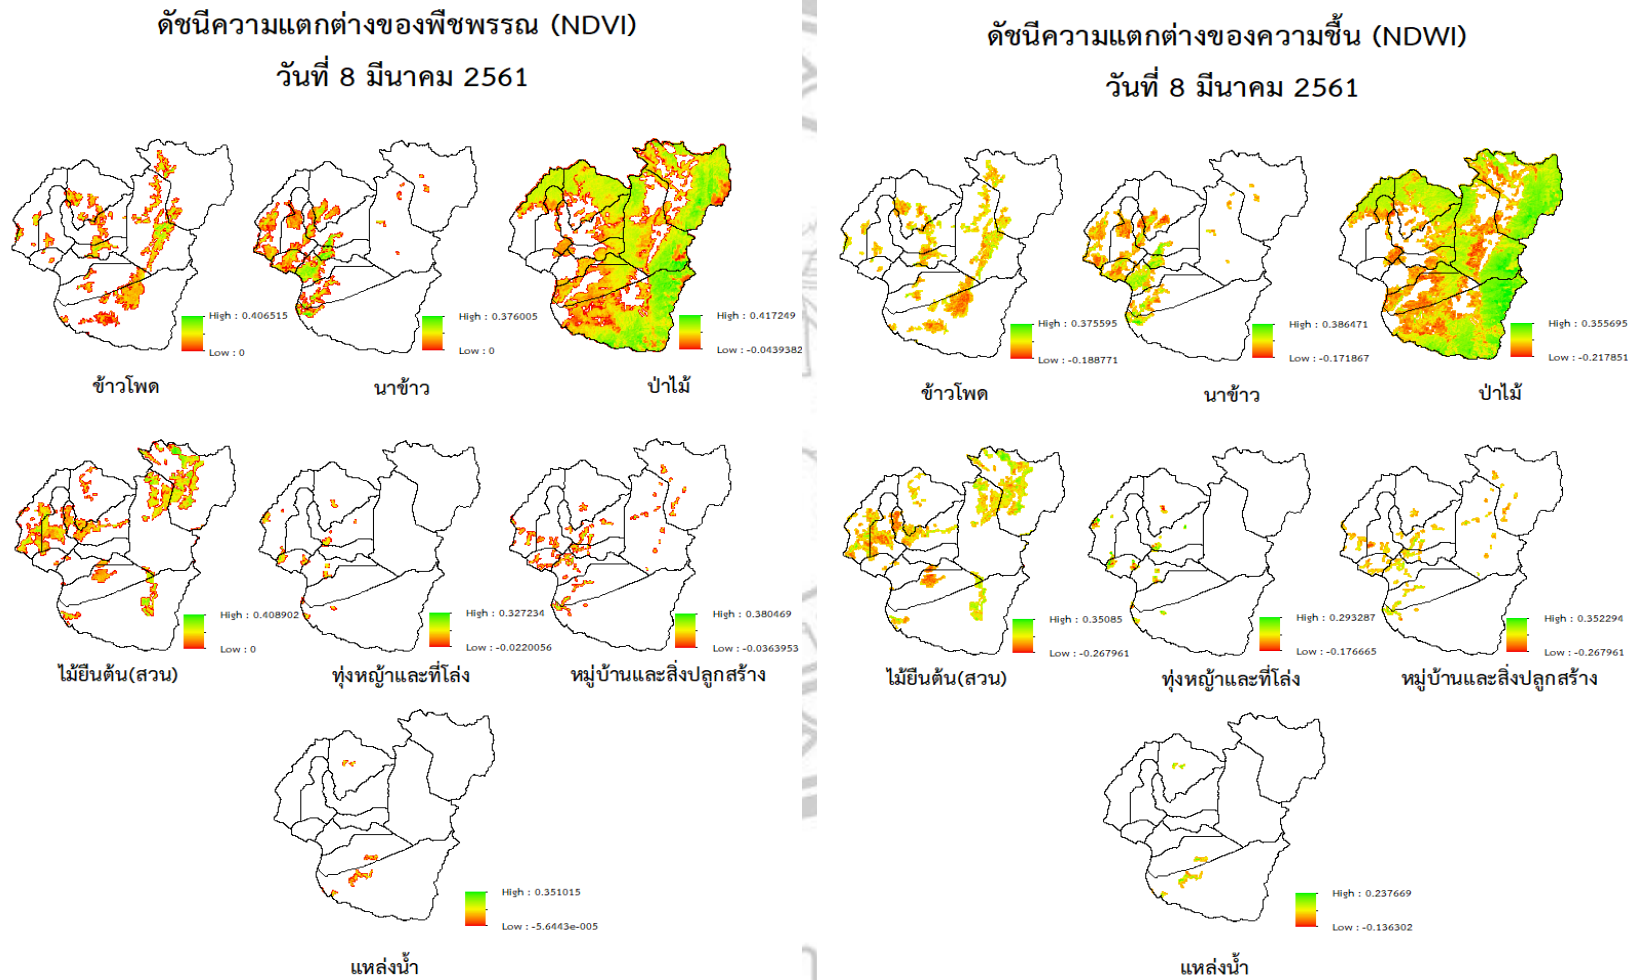 ดัชนีความแตกต่างของพืชพรรณ (NDVI)
วันที่ 8 มีนาคม 2561
High : 0.406515
Low : 0
ข้าวโพด
High : 0.376005
Low : 0
นาข้าว
High : 0.417249
Low : -0.0439382
ป่าไม้
High : 0.408902
Low : 0
ไม้ยืนต้น(สวน)
High : 0.327234
Low : -0.0220056
ทุ่งหญ้าและที่โล่ง
High : 0.380469
Low : -0.0363953
หมู่บ้านและสิ่งปลูกสร้าง
High : 0.351015
Low : -5.6443e-005
แหล่งน้ำ
ดัชนีความแตกต่างของความชื้น (NDWI)
วันที่ 8 มีนาคม 2561
High : 0.375595
Low : -0.188771
ข้าวโพด
High : 0.386471
Low : -0.171867
นาข้าว
High : 0.355695
Low : -0.217851
ป่าไม้
High : 0.35085
Low : -0.267961
ไม้ยืนต้น(สวน)
High : 0.293287
Low : -0.176665
ทุ่งหญ้าและที่โล่ง
High : 0.352294
Low : -0.267961
หมู่บ้านและสิ่งปลูกสร้าง
High : 0.237669
Low : -0.136302
แหล่งน้ำ